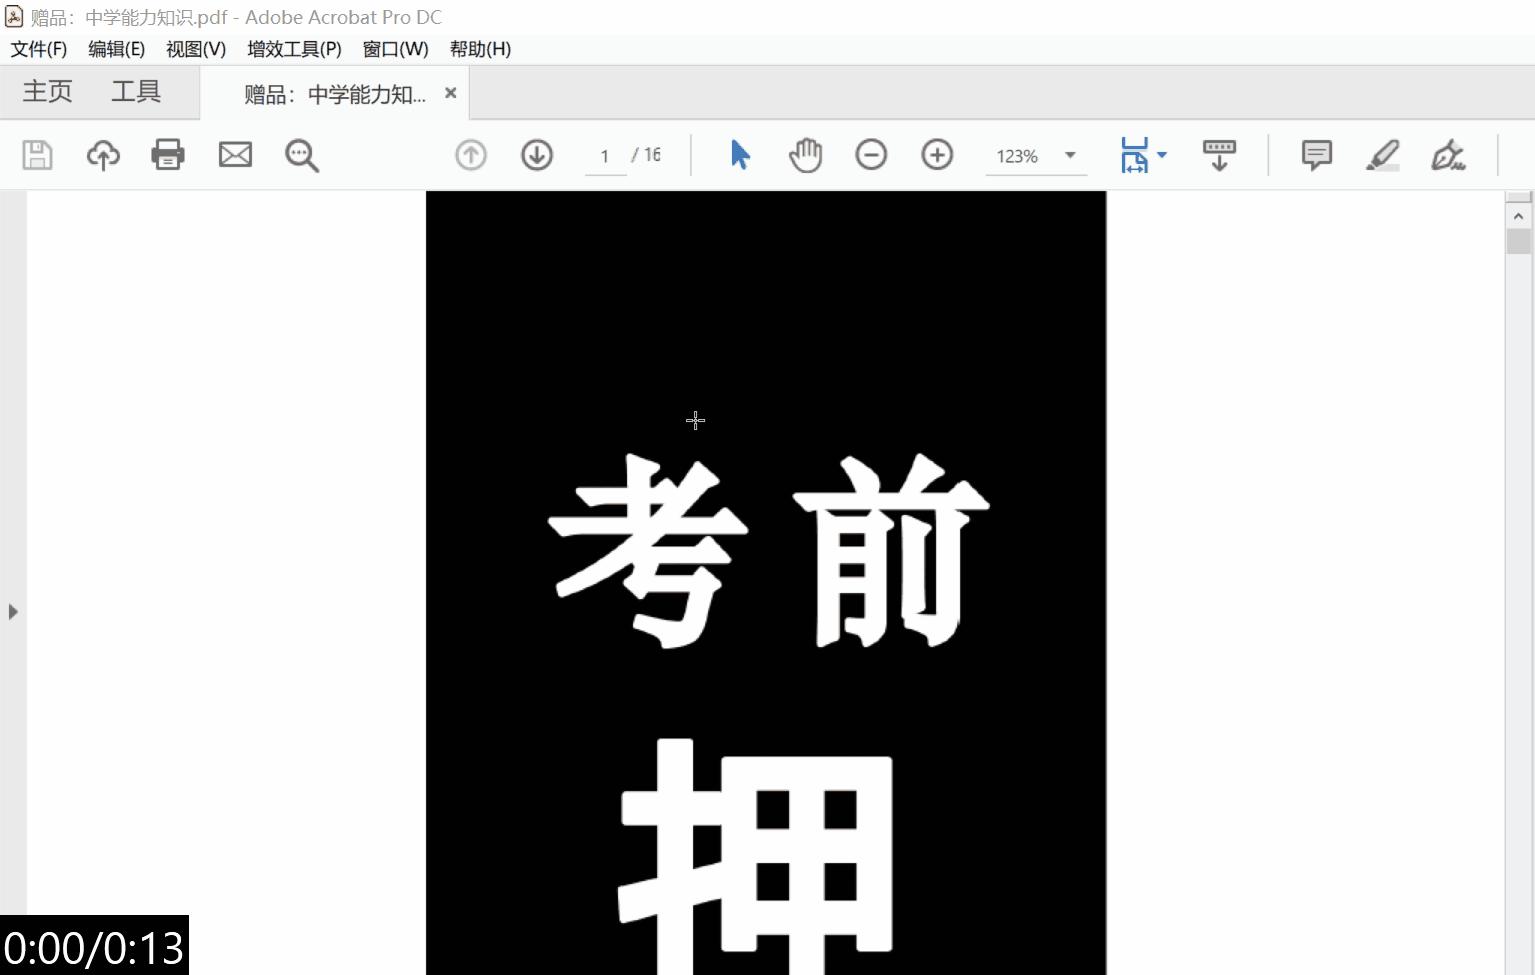 赠品：中学能力知识.pdf - Adobe Acrobat Pro DC
文件(F) 编辑(E) 视图(V) 增效工具(P) 窗口(W) 帮助(H)
主页 工具 赠品：中学能力知... ×
1 / 16 123%
考前
押
0:00/0:13